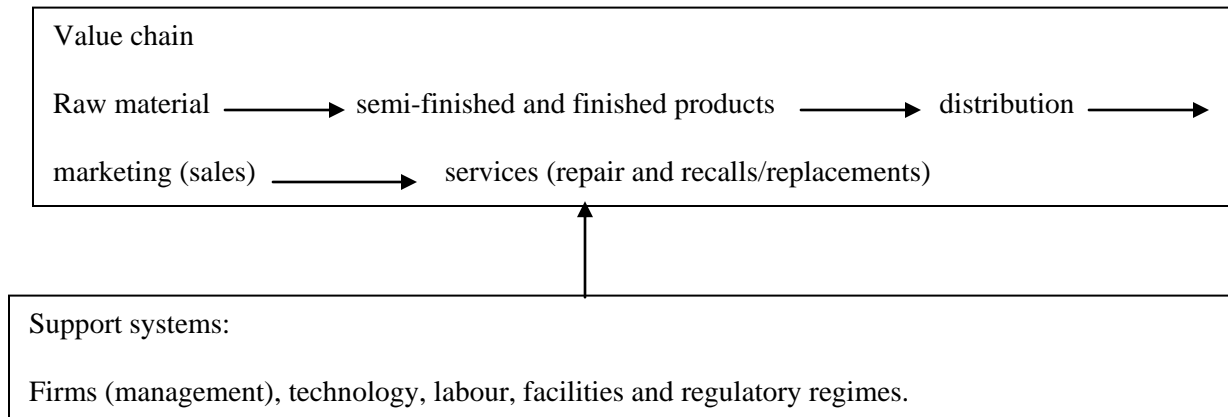 Value chain
Raw material semi-finished and finished products distribution
marketing (sales) services (repair and recalls/replacements)
Support systems:
Firms (management), technology, labour, facilities and regulatory regimes.